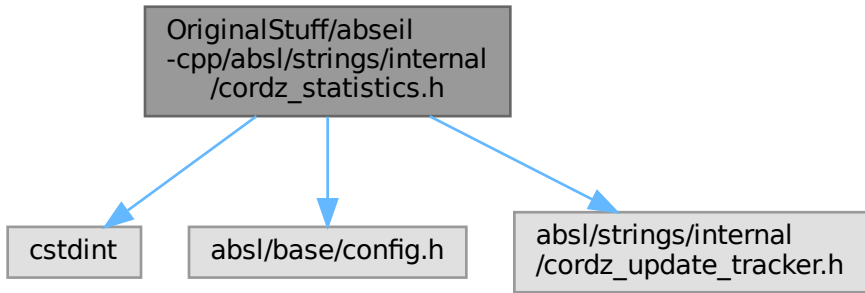 OriginalStuff/abseil
-cpp/absl/strings/internal
/cordz_statistics.h
cstdint
absl/base/config.h
absl/strings/internal
/cordz_update_tracker.h